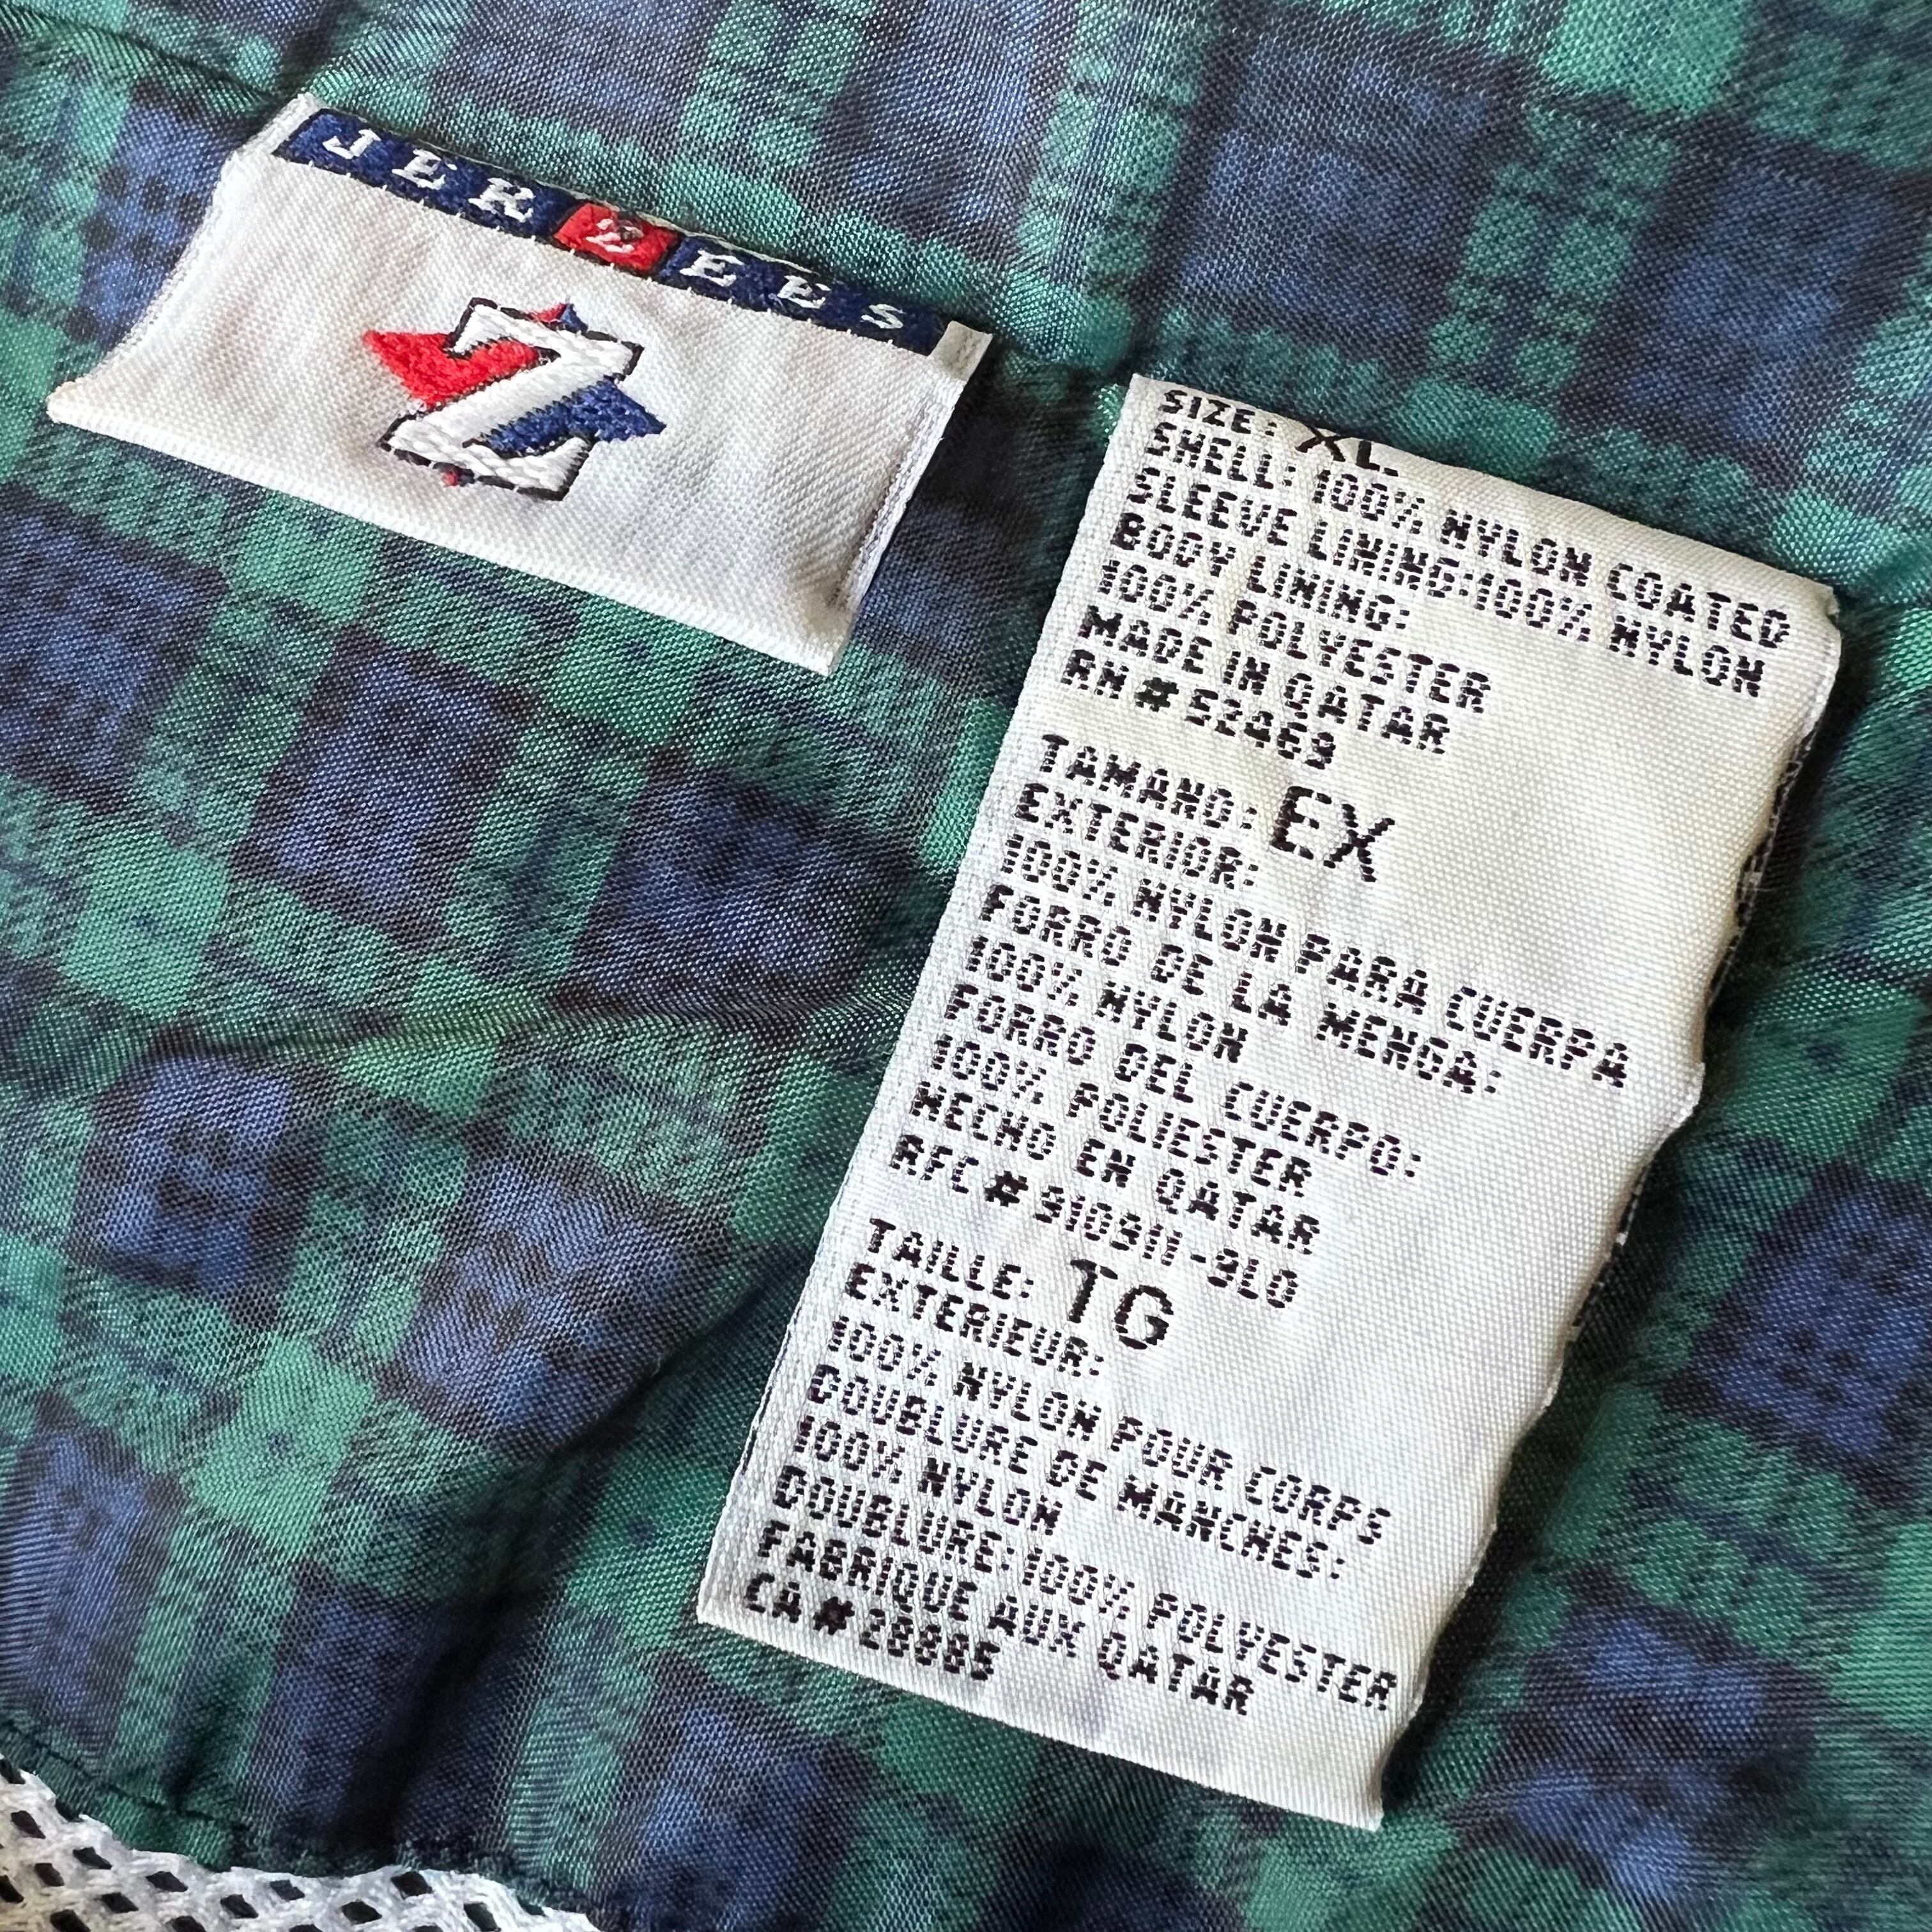 JERZEES
Z
SIZE: XL
SHELL: 100% NYLON COATED
SLEEVE LINING: 100% NYLON
BODY LINING:
100% POLYESTER
MADE IN QATAR
RN # 52469
TAMANO: EX
EXTERIOR:
100% NYLON PARA CUERPA
FORRO DE LA MENGA:
100% NYLON
FORRO DEL CUERPO:
100% POLIESTER
HECHO EN QATAR
RFC # 910911-9L0
TAILLE: TG
EXTERIEUR:
100% NYLON POUR CORPS
DOUBLURE DE MANCHES:
100% NYLON
DOUBLURE: 100% POLYESTER
FABRIQUE AUX QATAR
CA # 28885